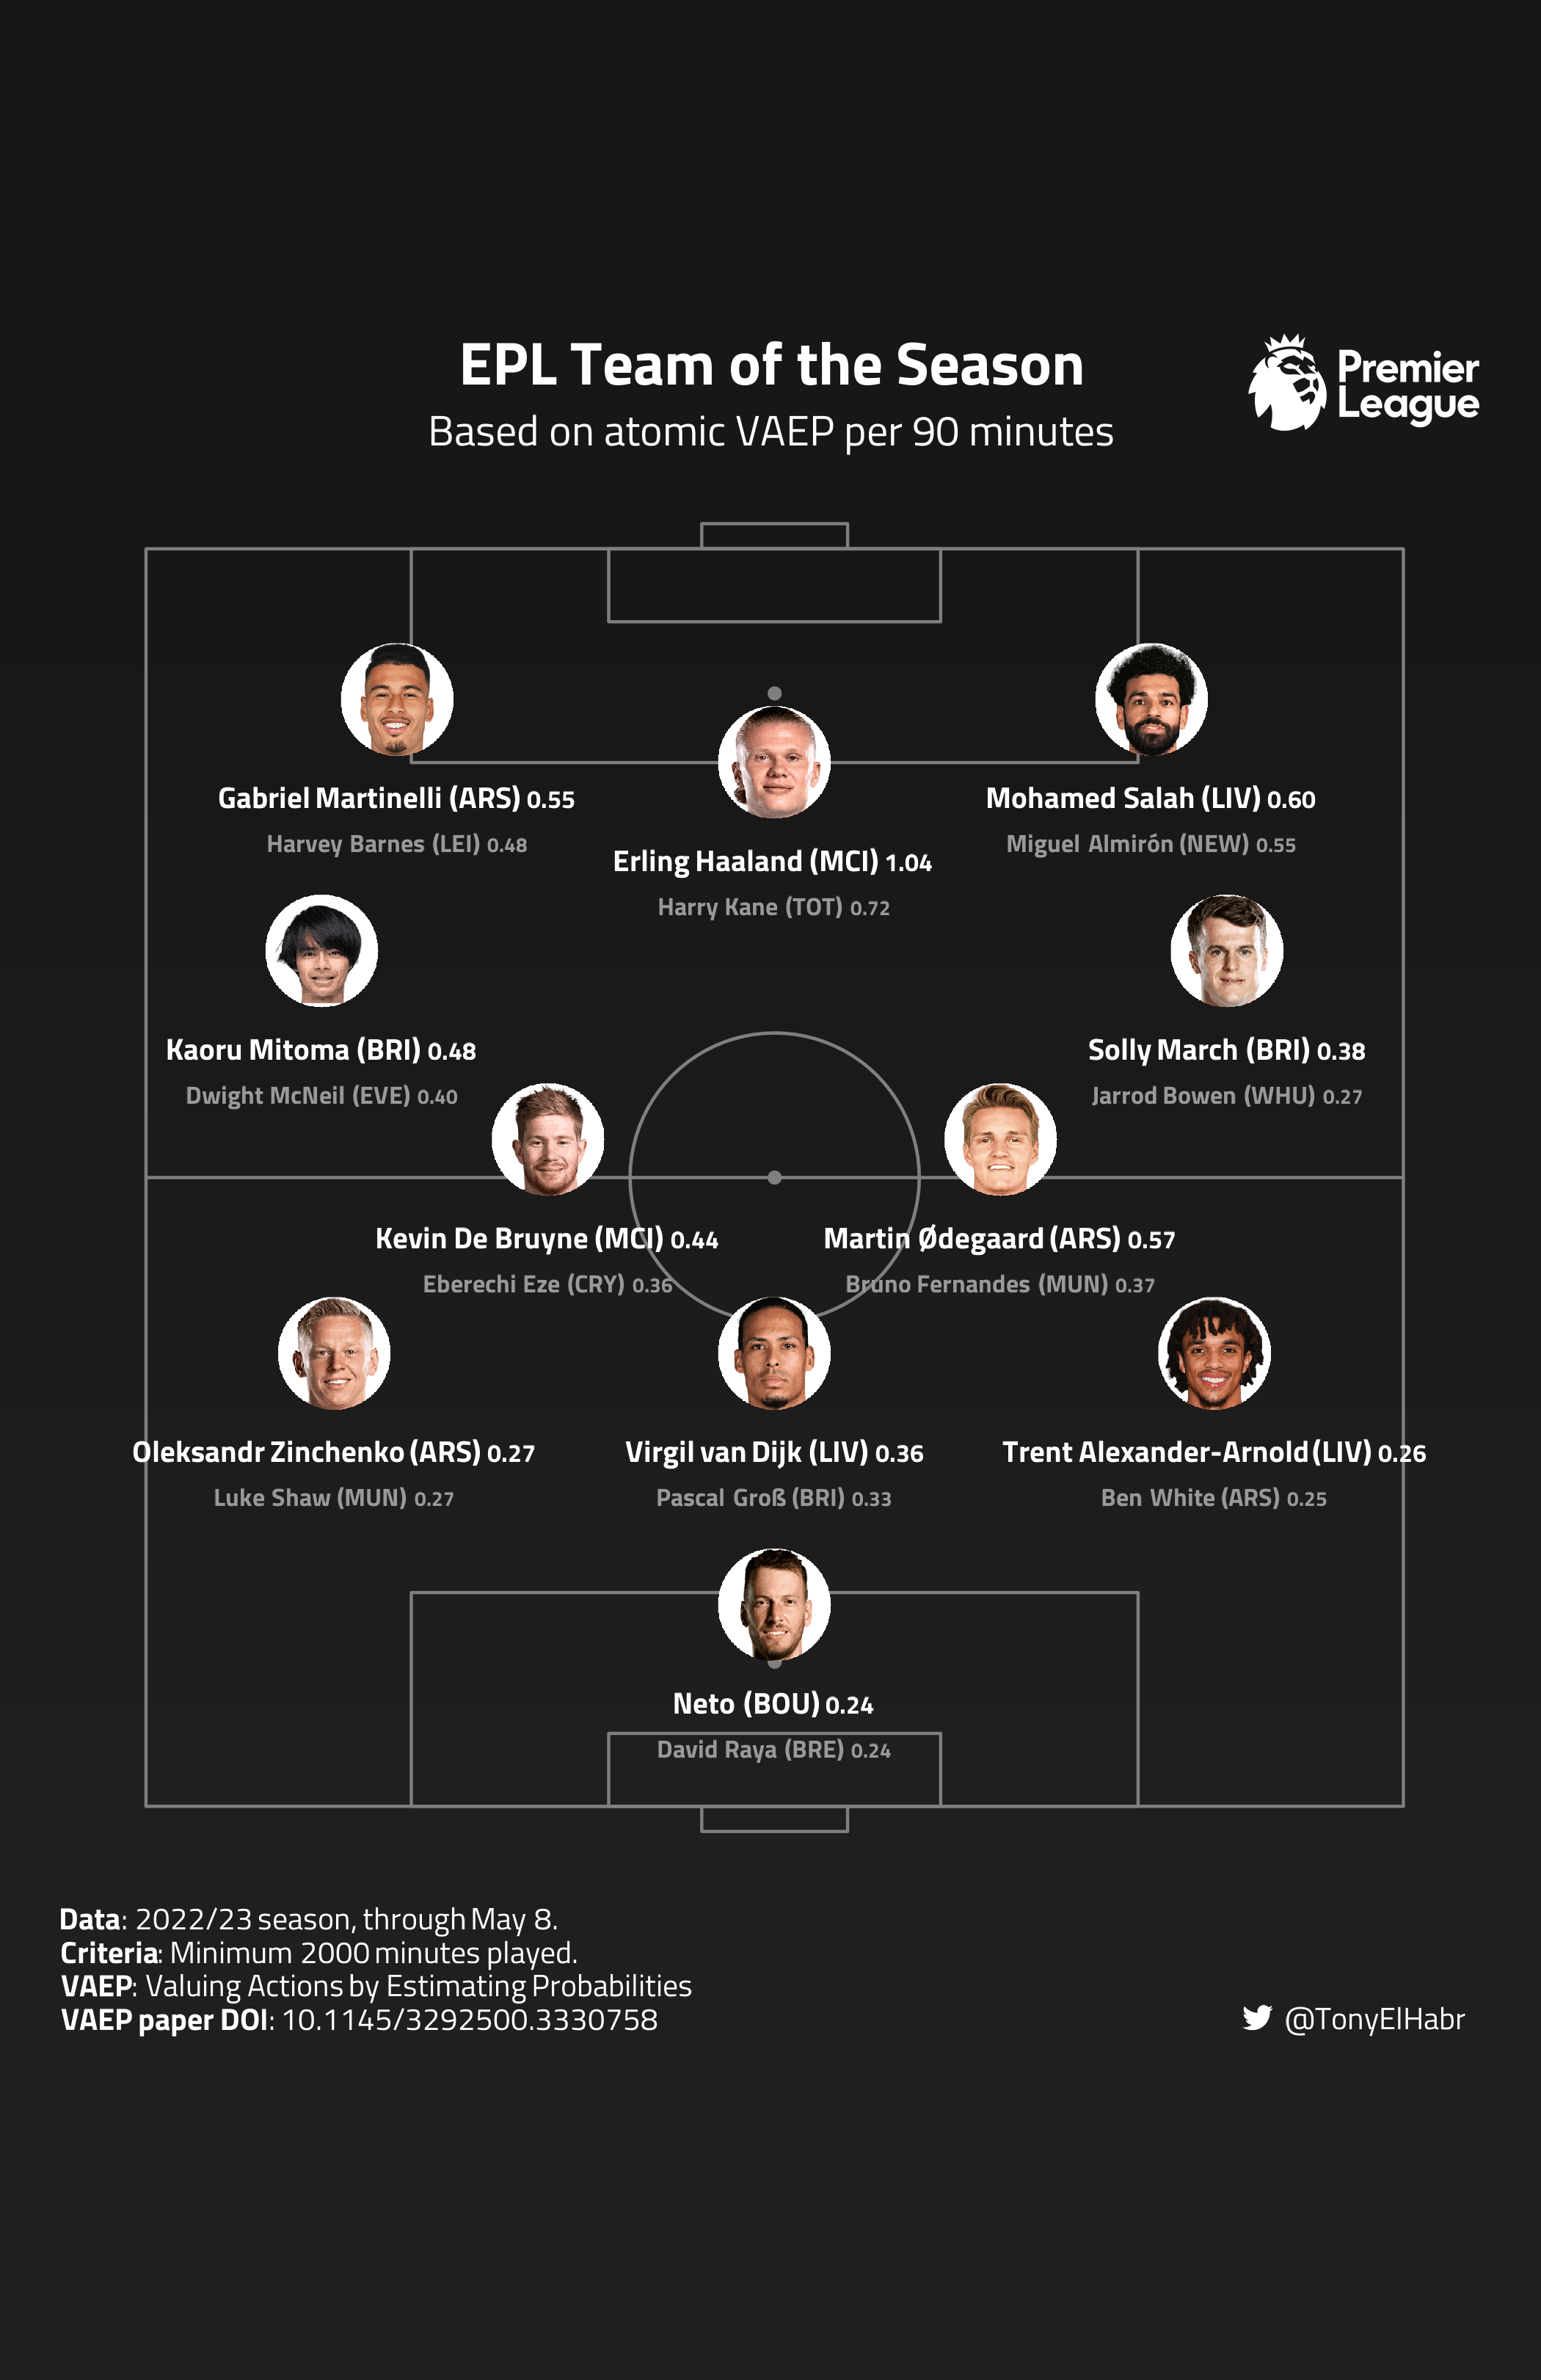 EPL Team of the Season
Based on atomic VAEP per 90 minutes
Premier
League
Gabriel Martinelli (ARS) 0.55
Harvey Barnes (LEI) 0.48
Erling Haaland (MCI) 1.04
Harry Kane (TOT) 0.72
Mohamed Salah (LIV) 0.60
Miguel Almirón (NEW) 0.55
Kaoru Mitoma (BRI) 0.48
Dwight McNeil (EVE) 0.40
Solly March (BRI) 0.38
Jarrod Bowen (WHU) 0.27
Kevin De Bruyne (MCI) 0.44
Eberechi Eze (CRY) 0.36
Martin Ødegaard (ARS) 0.57
Bruno Fernandes (MUN) 0.37
Oleksandr Zinchenko (ARS) 0.27
Luke Shaw (MUN) 0.27
Virgil van Dijk (LIV) 0.36
Pascal Groß (BRI) 0.33
Trent Alexander-Arnold (LIV) 0.26
Ben White (ARS) 0.25
Neto (BOU) 0.24
David Raya (BRE) 0.24
Data: 2022/23 season, through May 8.
Criteria: Minimum 2000 minutes played.
VAEP: Valuing Actions by Estimating Probabilities
VAEP paper DOI: 10.1145/3292500.3330758
@TonyElHabr